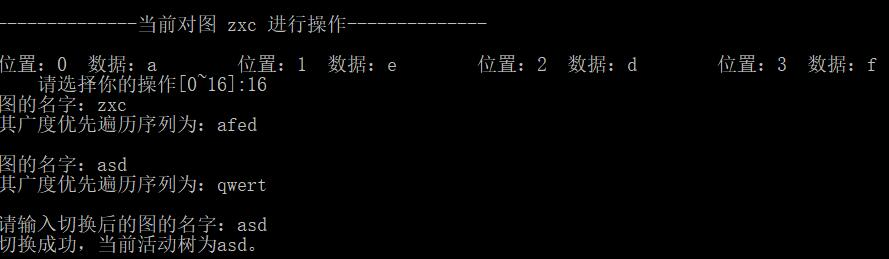 --------------当前对图 zxc 进行操作--------------
位置：0 数据：a 位置：1 数据：e 位置：2 数据：d 位置：3 数据：f
请选择你的操作[0~16]:16
图的名字：zxc
其广度优先遍历序列为：afed
图的名字：asd
其广度优先遍历序列为：qwert
请输入切换后的图的名字：asd
切换成功，当前活动树为asd。